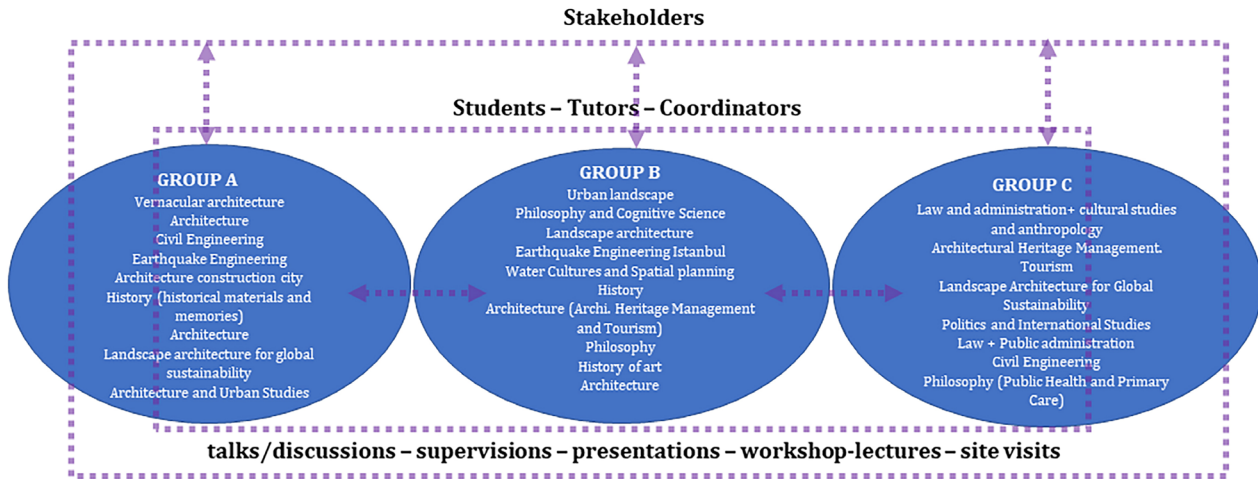 Stakeholders
Students – Tutors – Coordinators
GROUP A
Vernacular architecture
Architecture
Civil Engineering
Earthquake Engineering
Architecture construction city
History (historical materials and
memories)
Architecture
Landscape architecture for global
sustainability
Architecture and Urban Studies
GROUP B
Urban landscape
Philosophy and Cognitive Science
Landscape architecture
Earthquake Engineering Istanbul
Water Cultures and Spatial planning
History
Architecture (Archi. Heritage Management
and Tourism)
Philosophy
History of art
Architecture
GROUP C
Law and administration+ cultural studies
and anthropology
Architectural Heritage Management.
Tourism
Landscape Architecture for Global
Sustainability
Politics and International Studies
Law + Public administration
Civil Engineering
Philosophy (Public Health and Primary
Care)
talks/discussions – supervisions – presentations – workshop-lectures – site visits